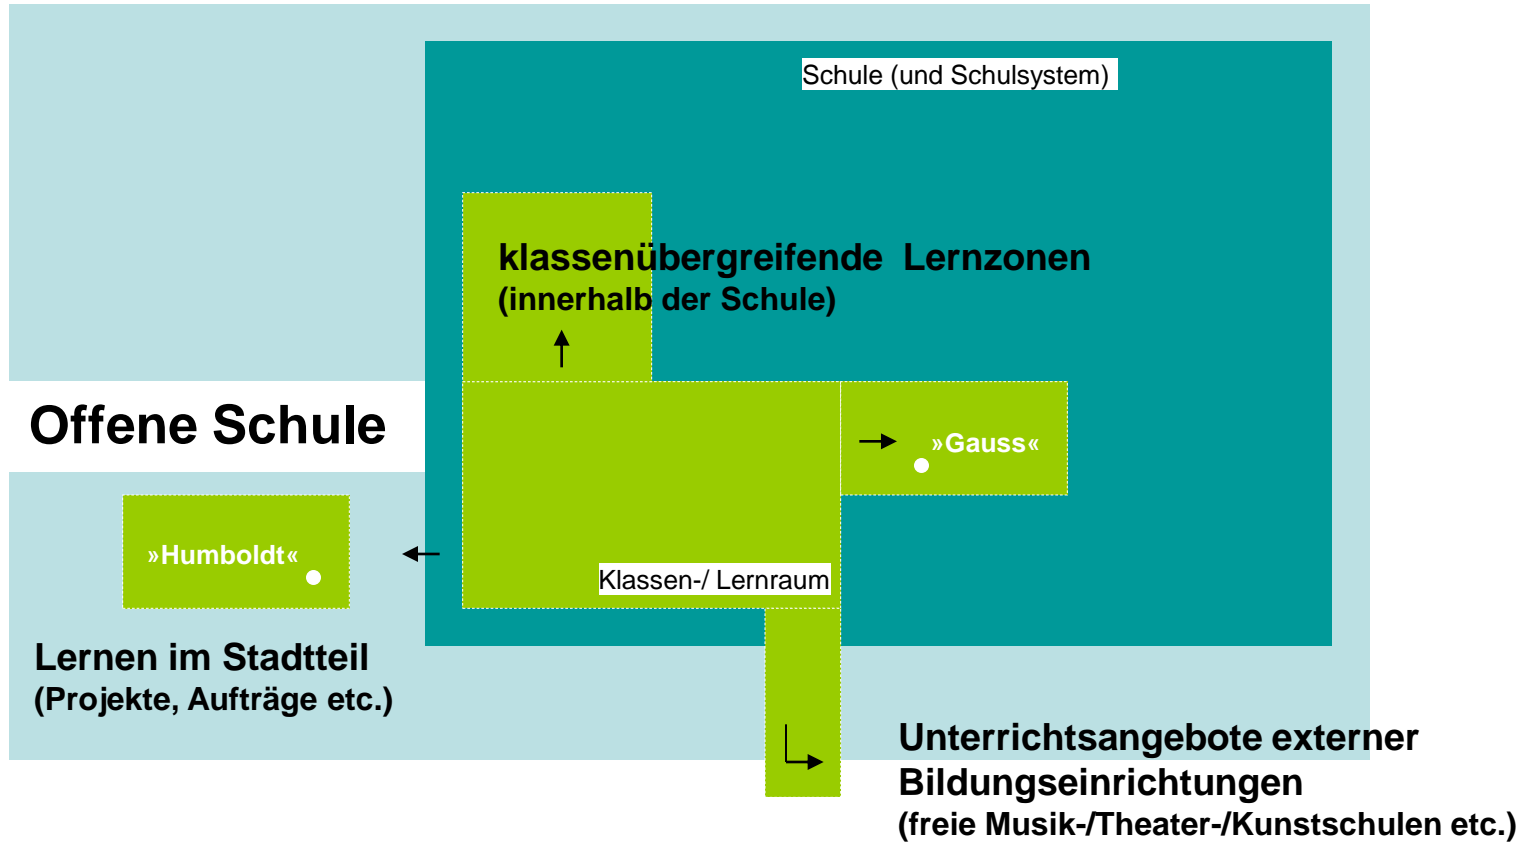 Schule (und Schulsystem)
klassenübergreifende Lernzonen
(innerhalb der Schule)
Offene Schule
»Gauss«
»Humboldt«
Klassen-/ Lernraum
Lernen im Stadtteil
(Projekte, Aufträge etc.)
Unterrichtsangebote externer
Bildungseinrichtungen
(freie Musik-/Theater-/Kunstschulen etc.)